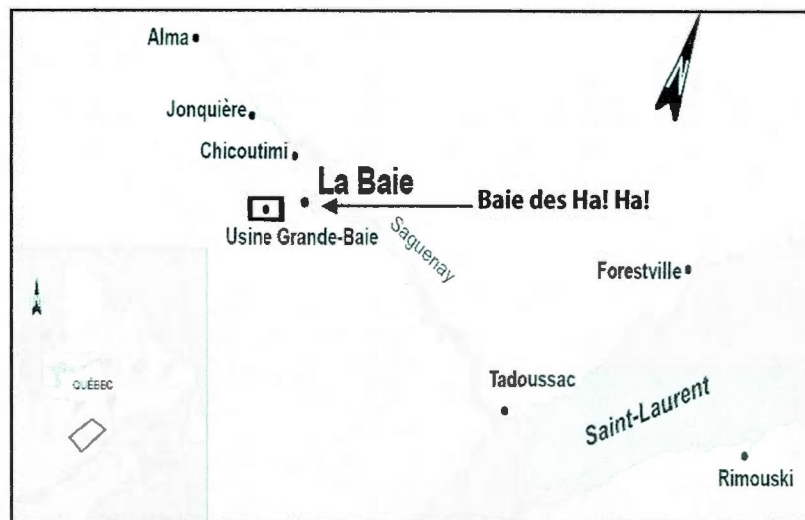 Alma
N
Jonquière
Chicoutimi
La Baie
Baie des Ha! Ha!
Usine Grande-Baie
Saguenay
Forestville
QUÉBEC
Tadoussac
Saint-Laurent
Rimouski